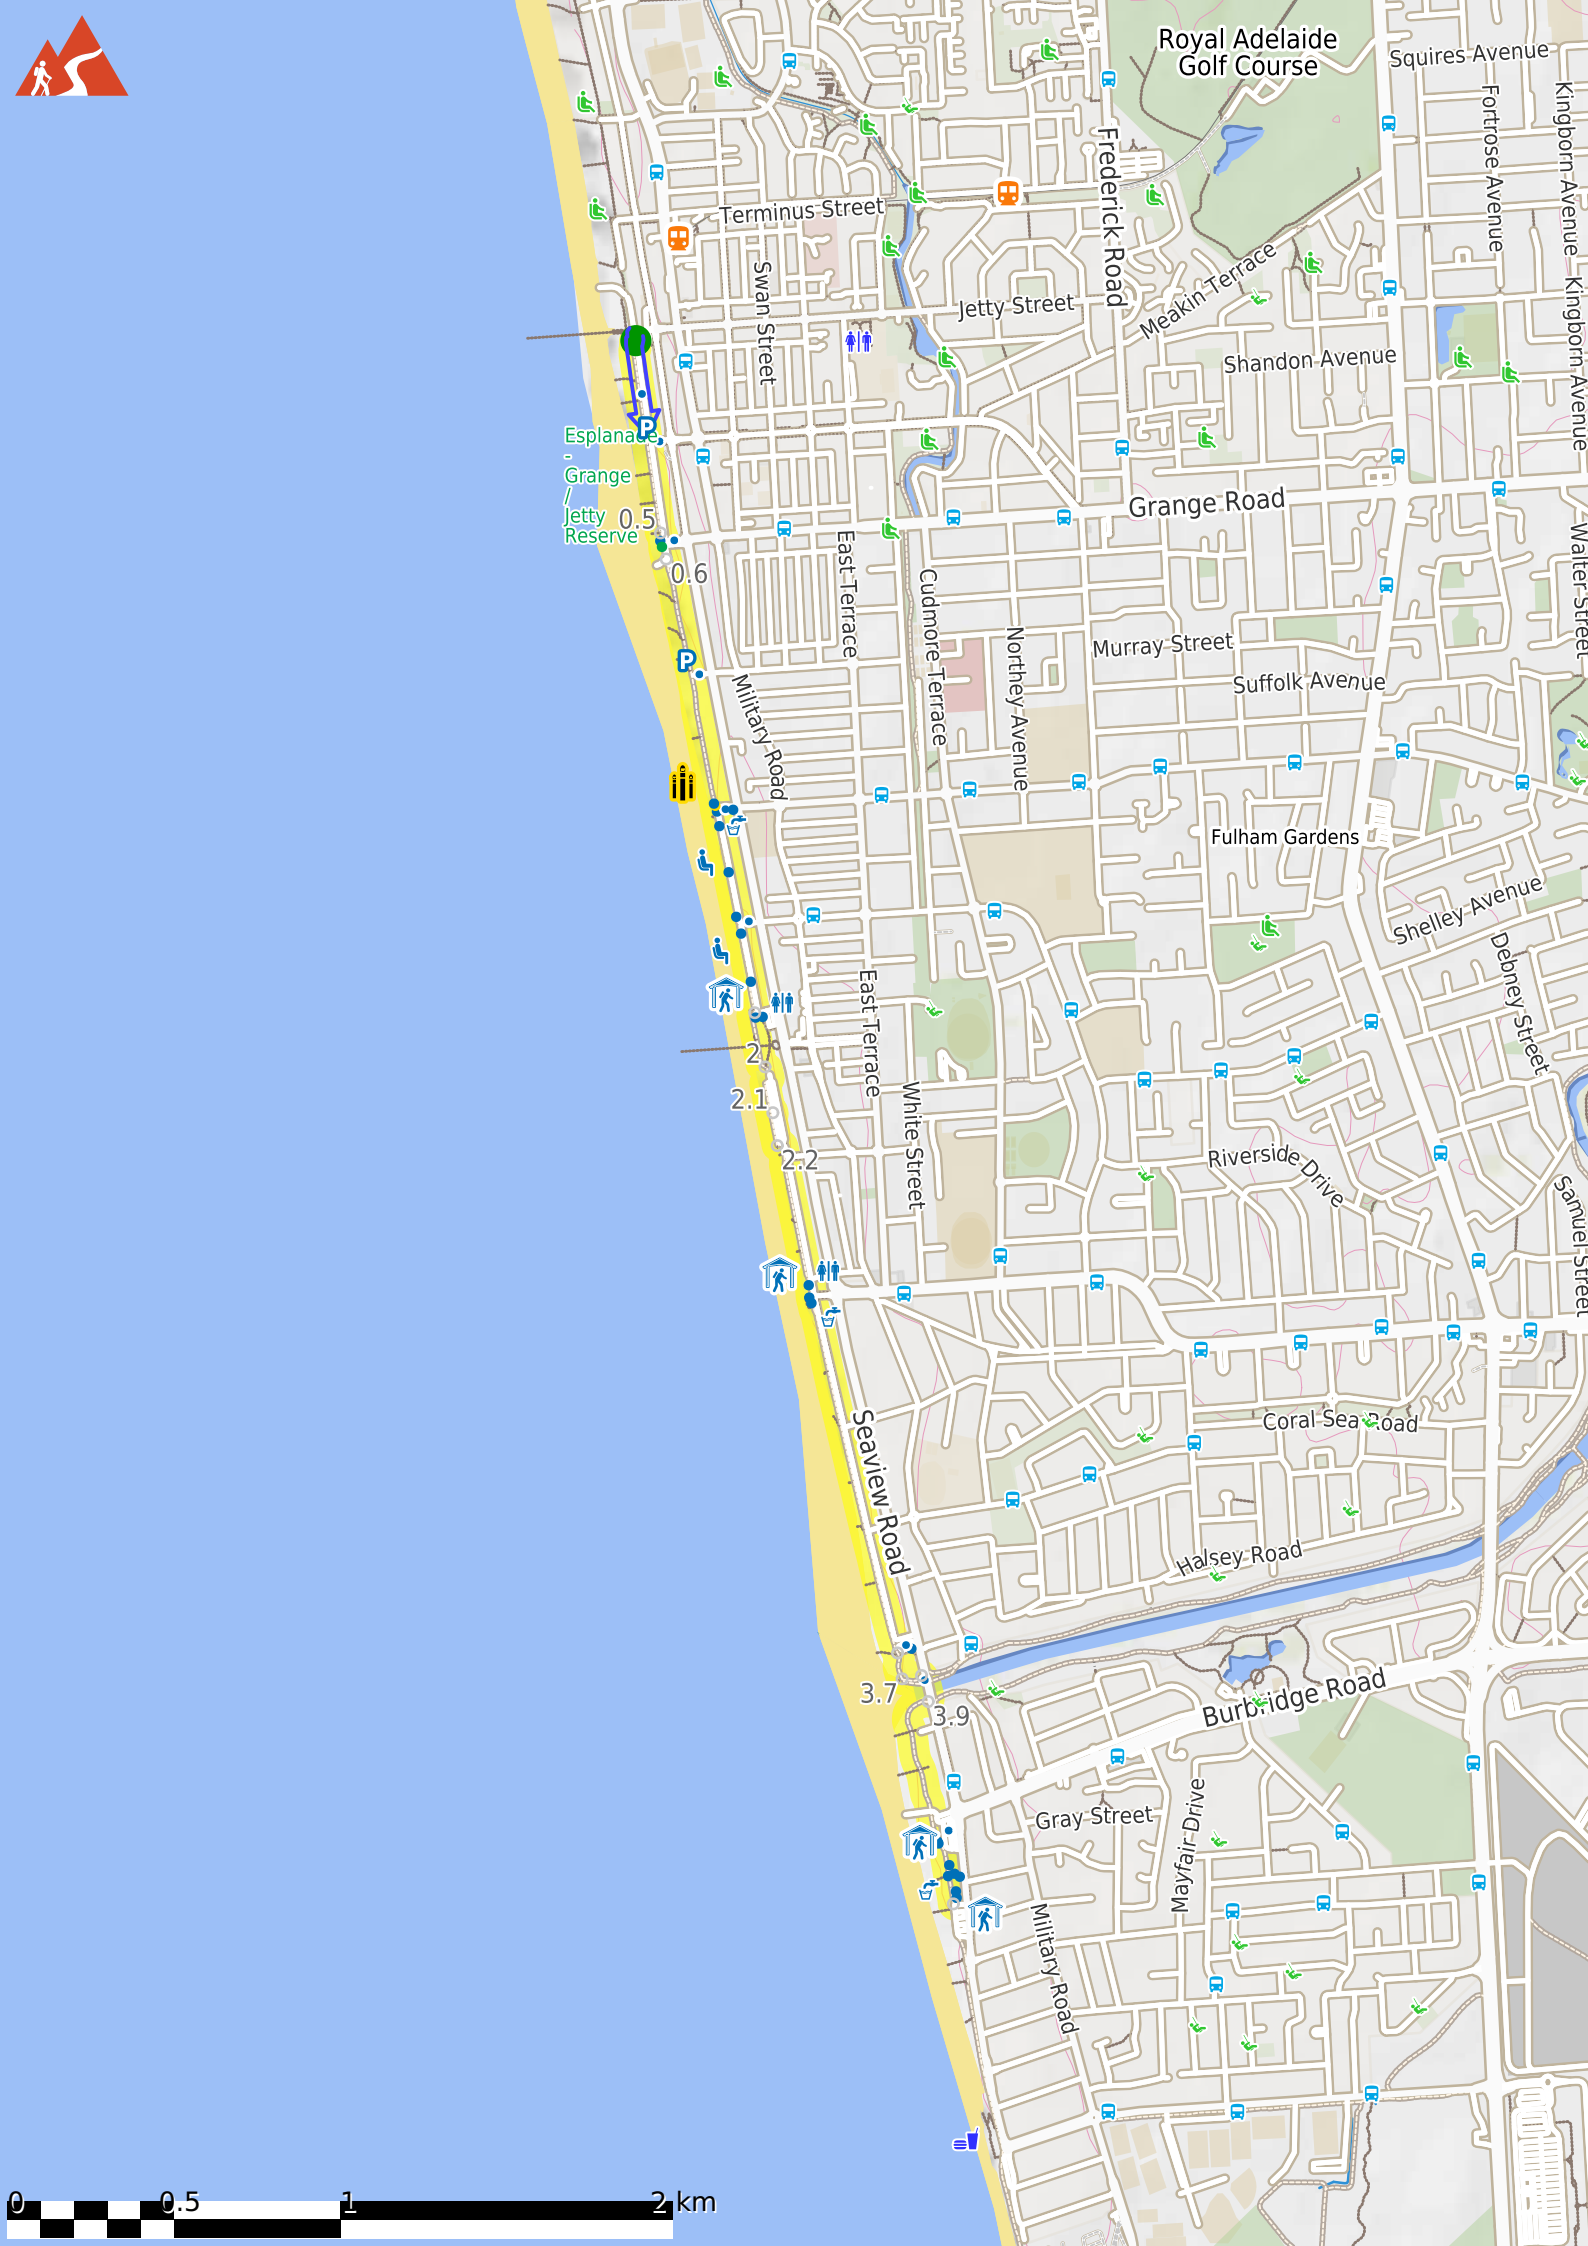 Royal Adelaide
Golf Course
Squires Avenue
Fortrose Avenue
Kingborn Avenue
Kingborn Avenue
Frederick Road
Terminus Street
Swan Street
Jetty Street
Meakin Terrace
Shandon Avenue
P
Esplanade
-
Grange
/
Jetty
Reserve
0.5
0.6
Grange Road
East Terrace
Cudmore Terrace
Northey Avenue
Murray Street
Suffolk Avenue
Walter Street
P
Military Road
Fulham Gardens
Shelley Avenue
Debney Street
East Terrace
White Street
2
2.1
2.2
Riverside Drive
Samuel Street
Seaview Road
Coral Sea Road
Halsey Road
3.7
3.9
Burbridge Road
Gray Street
Mayfair Drive
Military Road
0 0.5 1 2 km